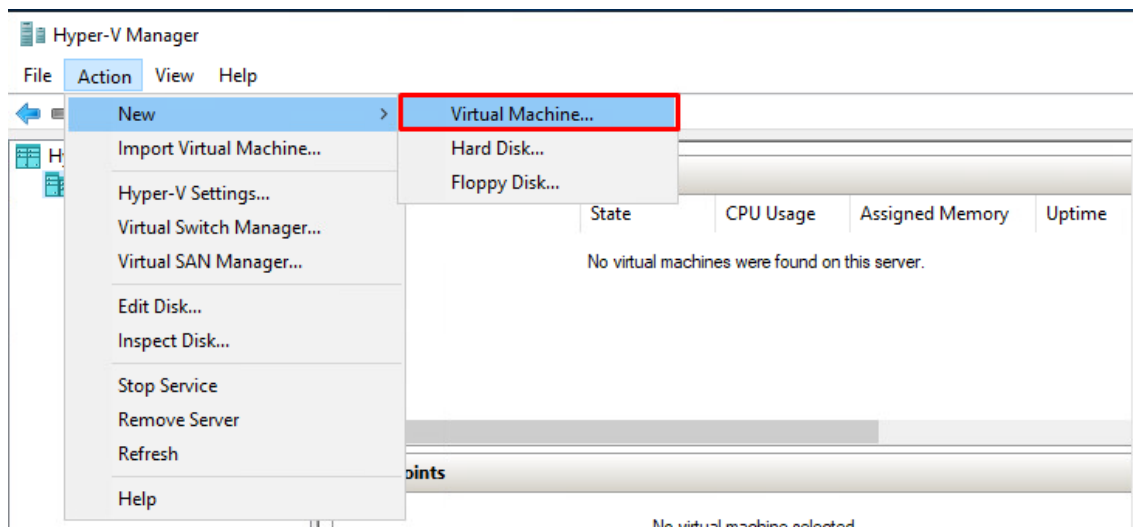 Hyper-V Manager
File Action View Help
New > Virtual Machine...
Import Virtual Machine... Hard Disk...
Floppy Disk...
Hyper-V Settings...
Virtual Switch Manager...
Virtual SAN Manager...
Edit Disk...
Inspect Disk...
Stop Service
Remove Server
Refresh
Help
Hy
State CPU Usage Assigned Memory Uptime
No virtual machines were found on this server.
oints
No virtual machine selected